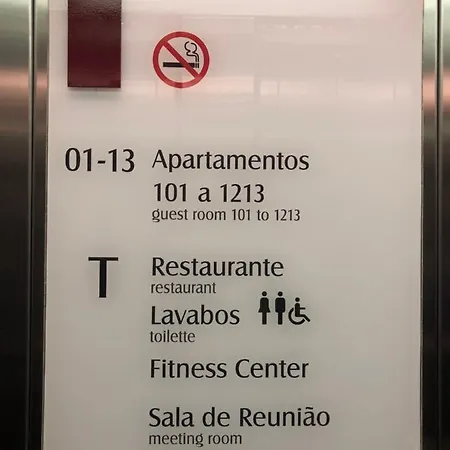 01-13 Apartamentos
101 a 1213
guest room 101 to 1213
T Restaurante
restaurant
Lavabos
toilette
Fitness Center
Sala de Reunião
meeting room